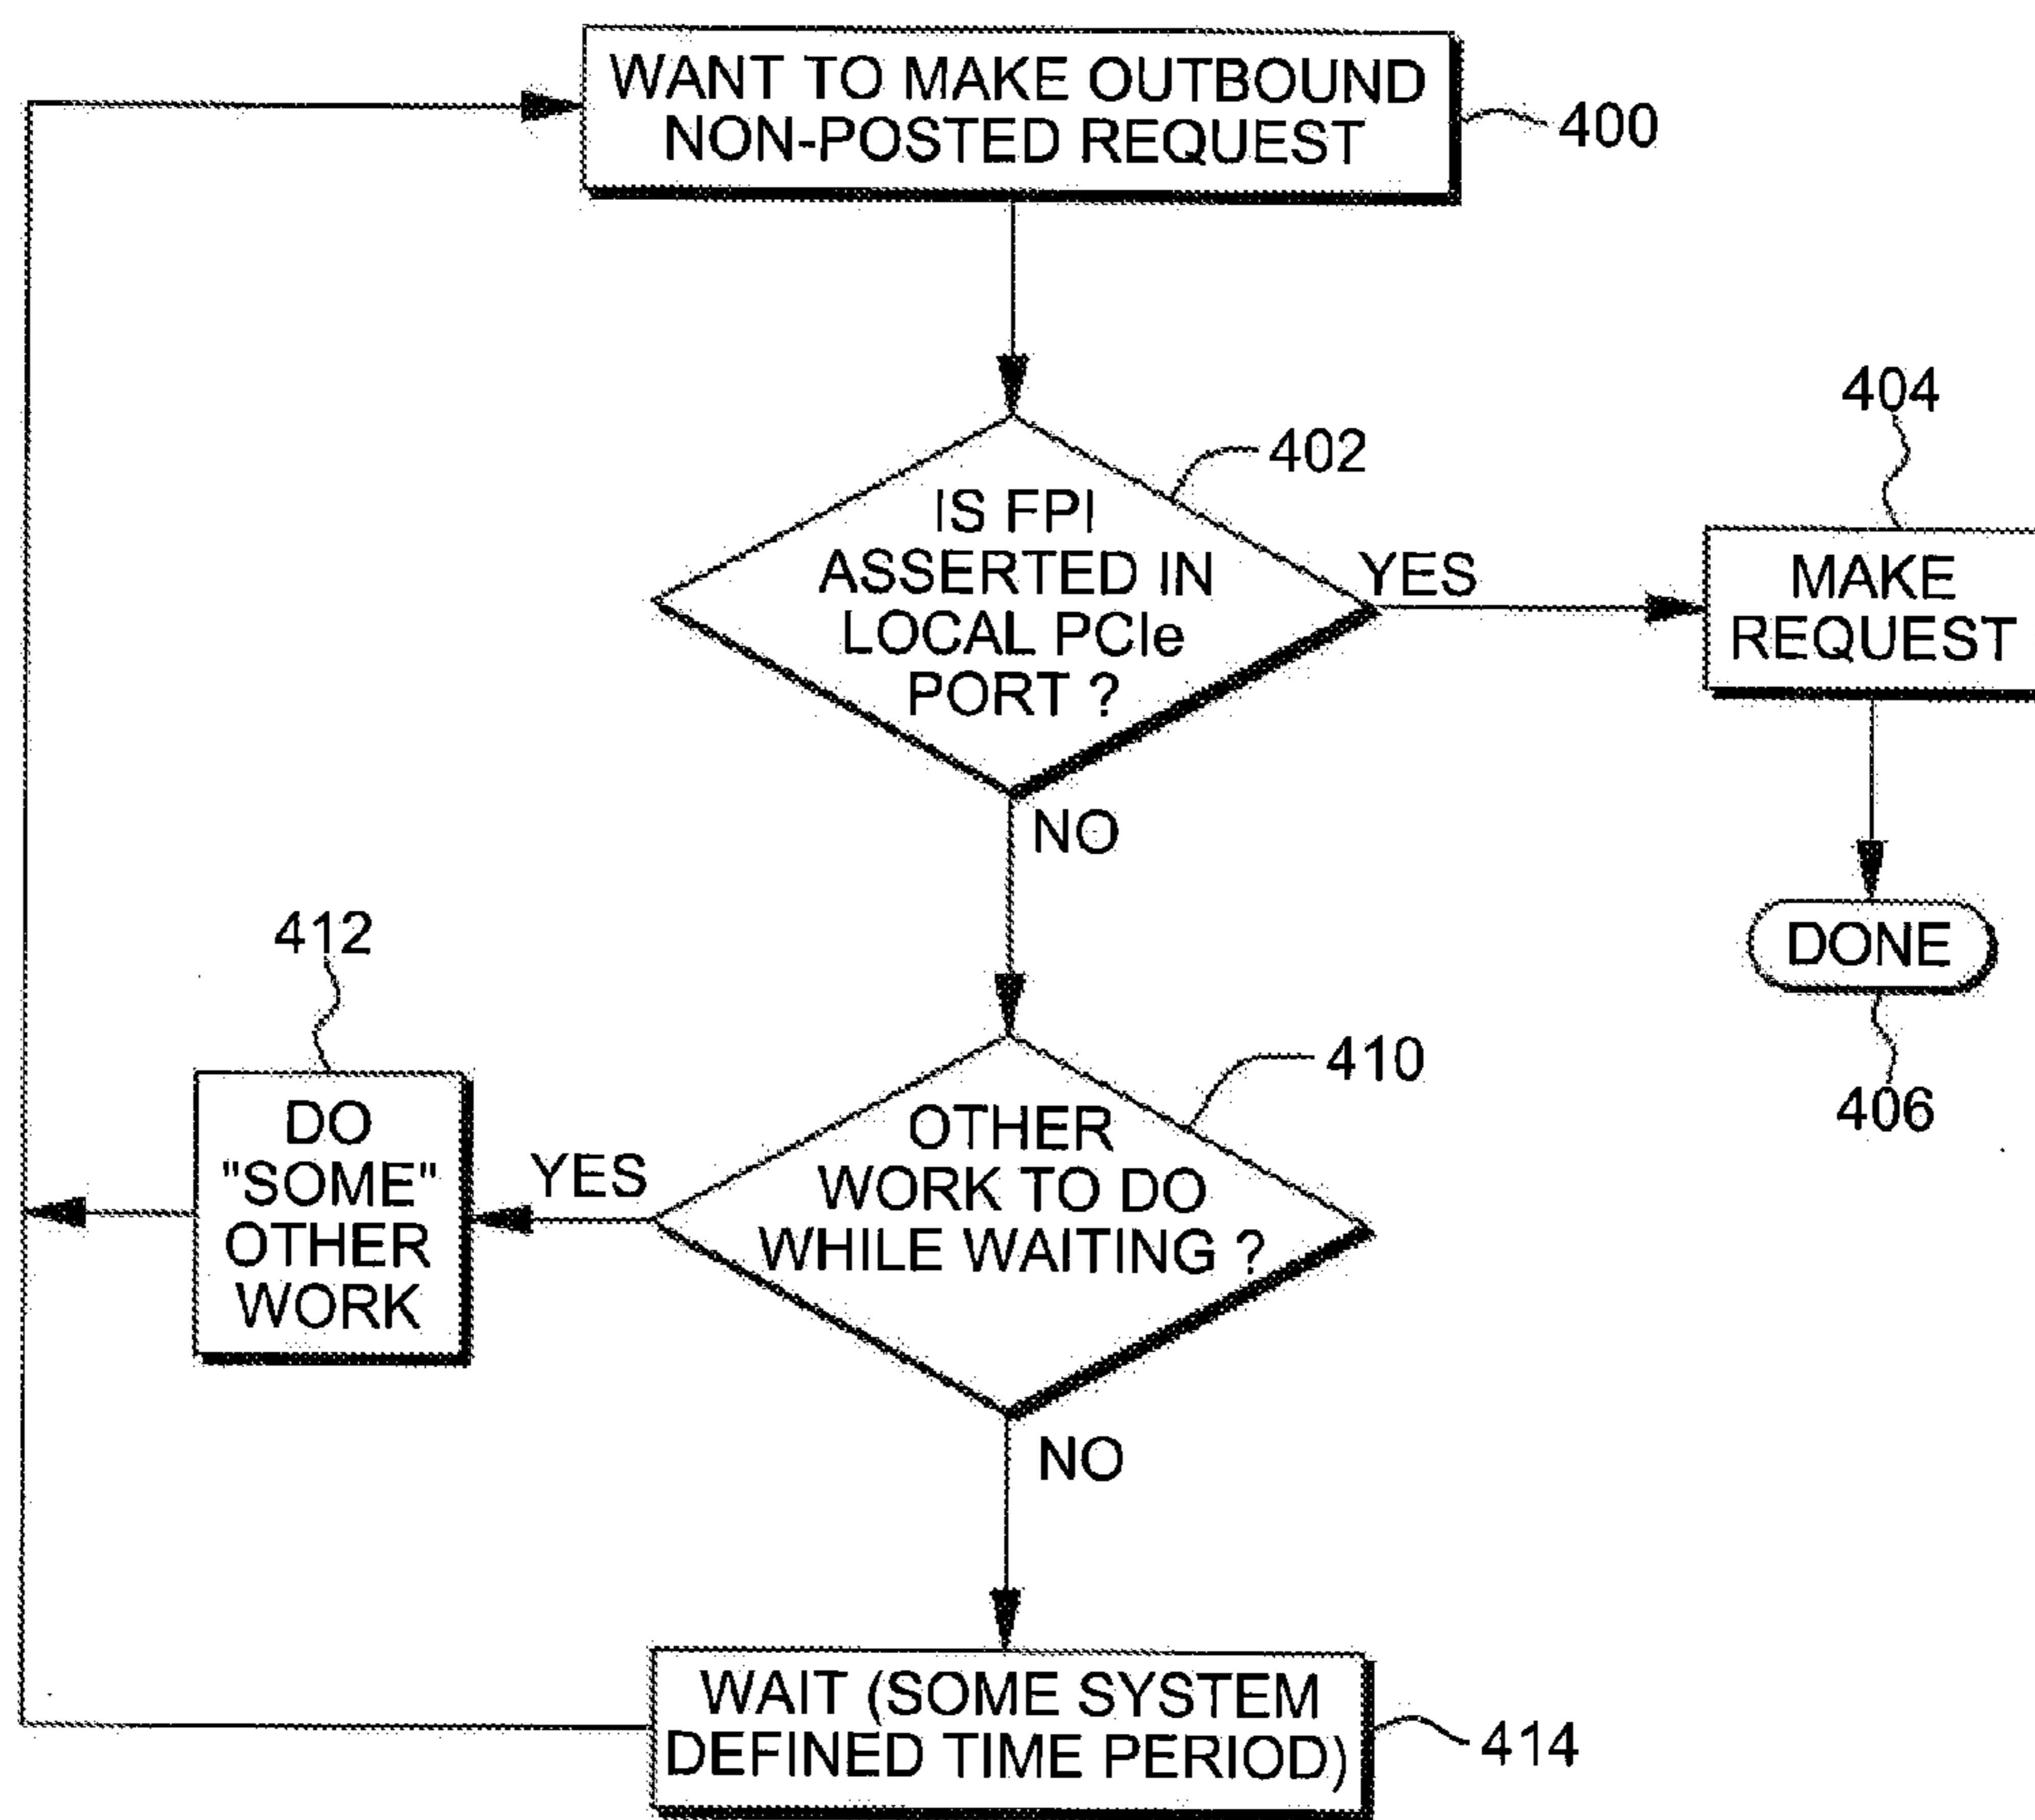 WANT TO MAKE OUTBOUND
NON-POSTED REQUEST
400
402
IS FPI
ASSERTED IN
LOCAL PCIe
PORT ?
YES
404
MAKE
REQUEST
NO
DONE
406
412
410
OTHER
WORK TO DO
WHILE WAITING ?
YES
DO
"SOME"
OTHER
WORK
NO
WAIT (SOME SYSTEM
DEFINED TIME PERIOD)
414